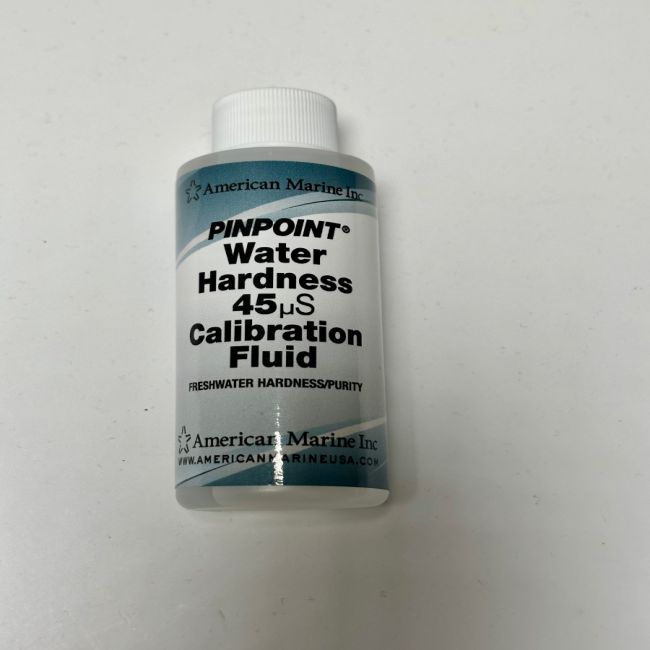 American Marine Inc
PINPOINT®
Water
Hardness
45µS
Calibration
Fluid
FRESHWATER HARDNESS/PURITY
American Marine Inc
WWW.AMERICANMARINEUSA.COM